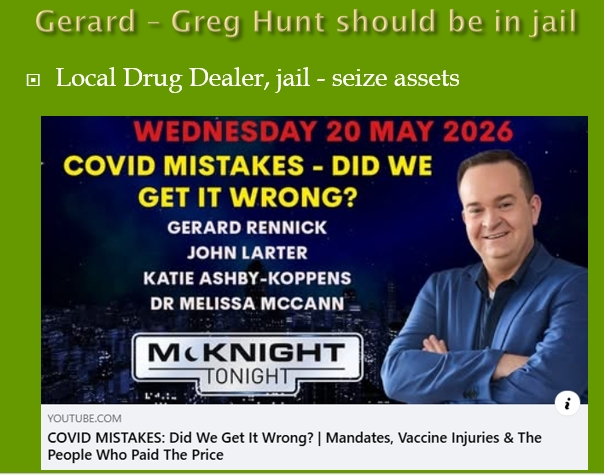 Gerard – Greg Hunt should be in jail
Local Drug Dealer, jail - seize assets
WEDNESDAY 20 MAY 2026
COVID MISTAKES - DID WE
GET IT WRONG?
GERARD RENNICK
JOHN LARTER
KATIE ASHBY-KOPPENS
DR MELISSA MCCANN
McKNIGHT
TONIGHT
i
YOUTUBE.COM
COVID MISTAKES: Did We Get It Wrong? | Mandates, Vaccine Injuries & The
People Who Paid The Price